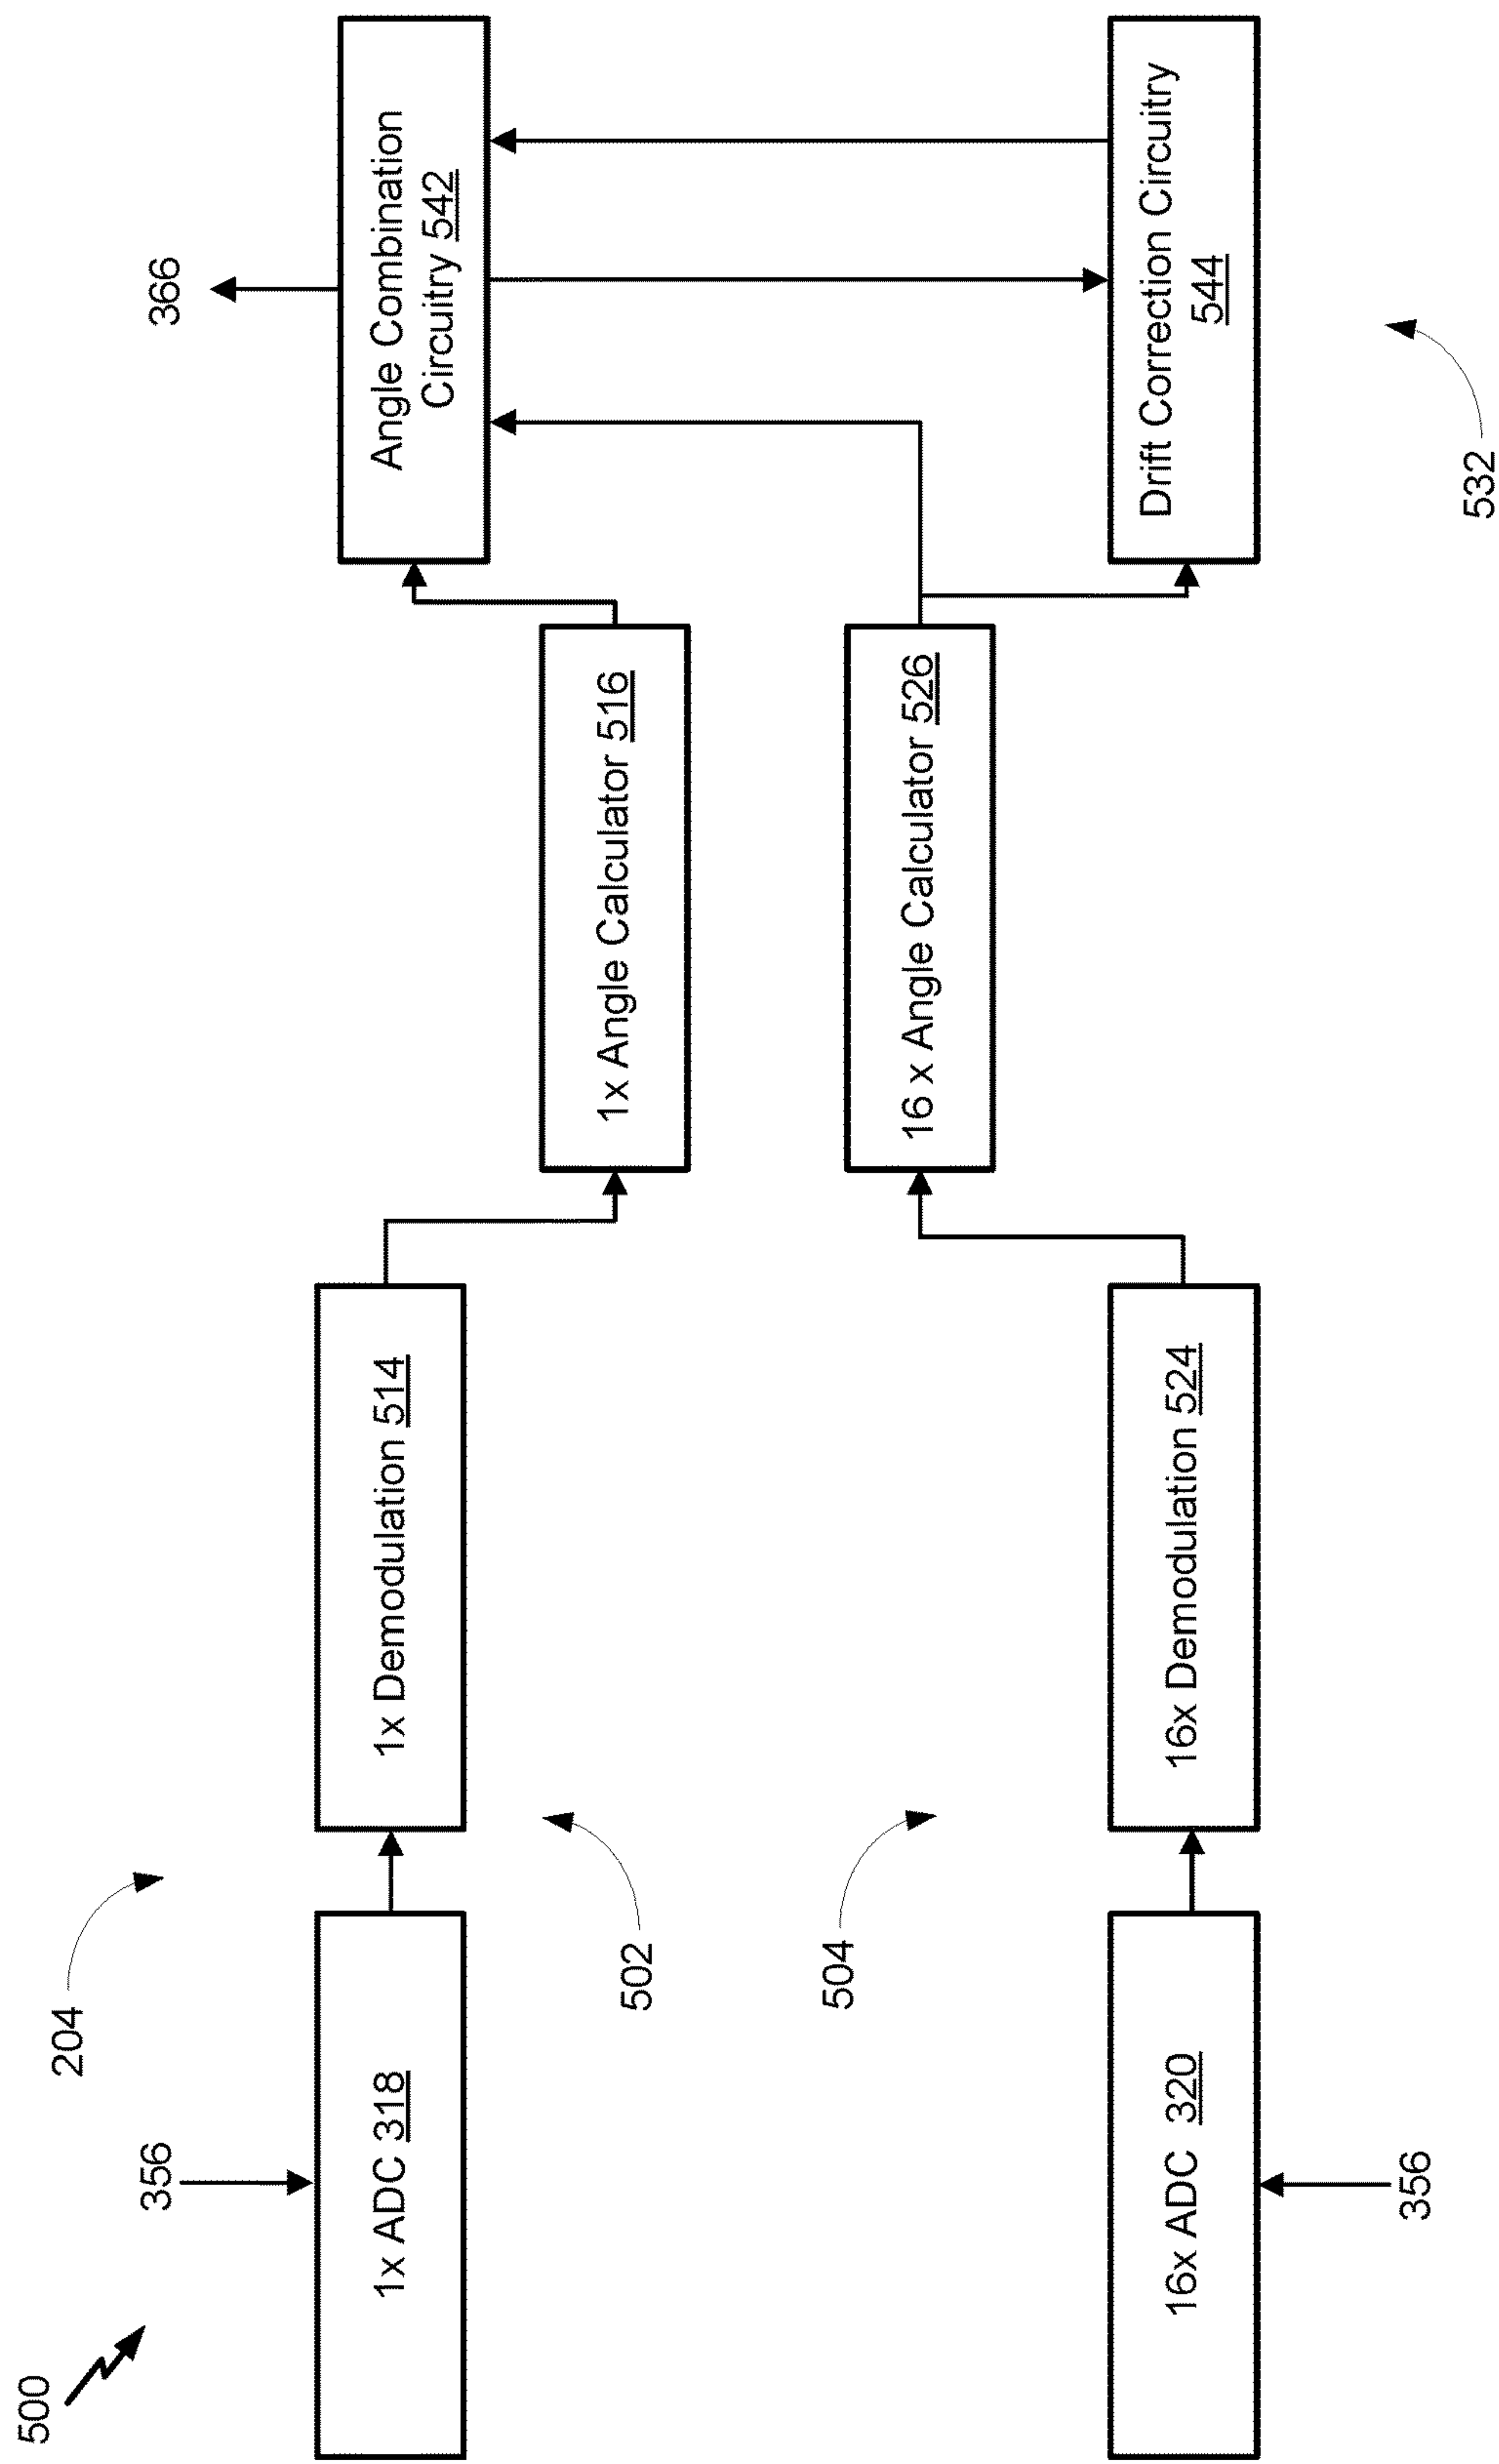 500
204
356
1x ADC 318
1x Demodulation 514
502
1x Angle Calculator 516
366
Angle Combination
Circuitry 542
504
16x ADC 320
356
16x Demodulation 524
16 x Angle Calculator 526
Drift Correction Circuitry
544
532